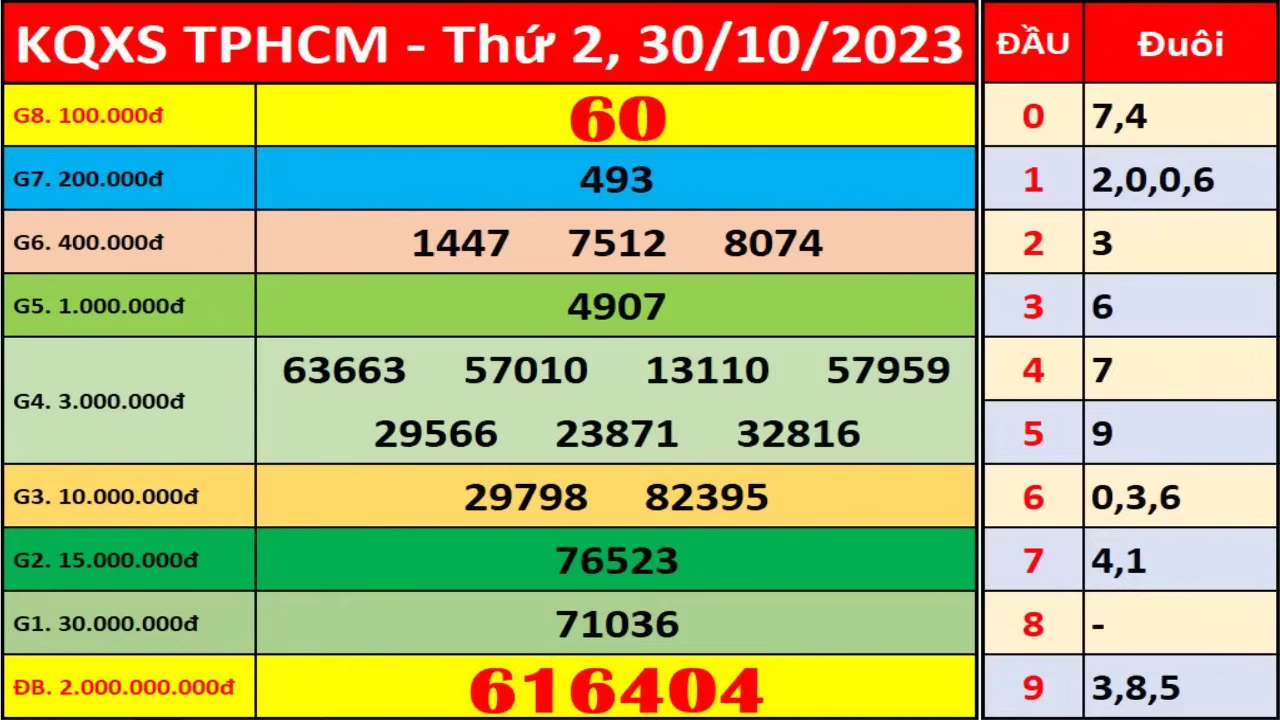 KQXS TPHCM - Thứ 2, 30/10/2023
G8. 100.000đ 60
G7. 200.000đ 493
G6. 400.000đ 1447 7512 8074
G5. 1.000.000đ 4907
G4. 3.000.000đ 63663 57010 13110 57959
29566 23871 32816
G3. 10.000.000đ 29798 82395
G2. 15.000.000đ 76523
G1. 30.000.000đ 71036
ĐB. 2.000.000.000đ 616404
ĐẦU Đuôi
0 7,4
1 2,0,0,6
2 3
3 6
4 7
5 9
6 0,3,6
7 4,1
8 -
9 3,8,5